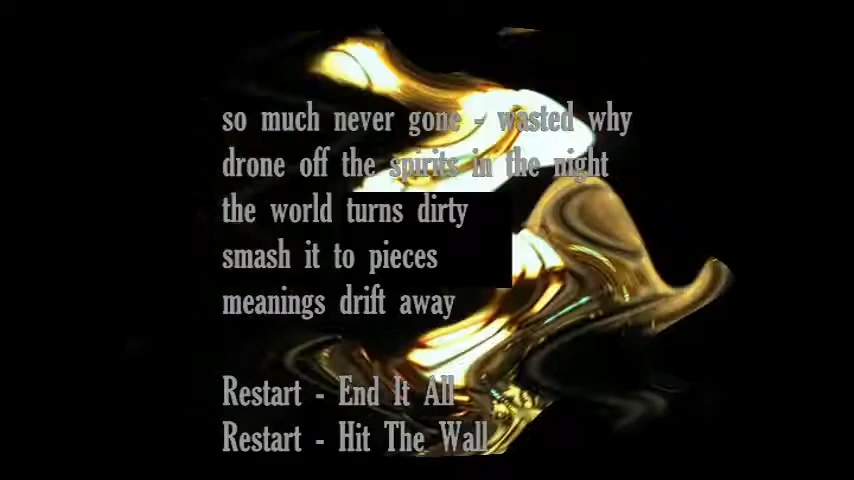 so much never gone - wasted why
drone off the spirits in the night
the world turns dirty
smash it to pieces
meanings drift away
Restart - End It All
Restart - Hit The Wall